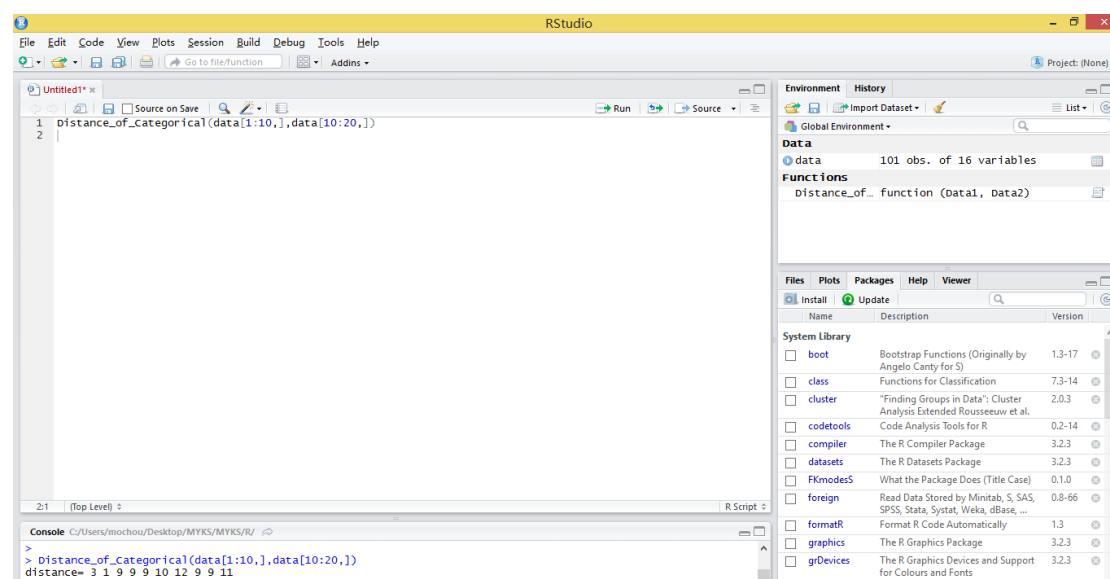 RStudio
File Edit Code View Plots Session Build Debug Tools Help
Go to file/function Addins Project: (None)
Untitled1* ×
Source on Save Run Source
1 Distance_of_Categorical(data[1:10,],data[10:20,])
2
2:1 (Top Level) R Script
Console C:/Users/mochou/Desktop/MYKS/MYKS/R/
>
> Distance_of_Categorical(data[1:10,],data[10:20,])
distance= 3 1 9 9 9 10 12 9 9 11
Environment History
Import Dataset List
Global Environment
Data
data 101 obs. of 16 variables
Functions
Distance_of… function (Data1, Data2)
Files Plots Packages Help Viewer
Install Update
Name Description Version
System Library
boot Bootstrap Functions (Originally by 1.3-17
Angelo Canty for S)
class Functions for Classification 7.3-14
cluster "Finding Groups in Data": Cluster 2.0.3
Analysis Extended Rousseeuw et al.
codetools Code Analysis Tools for R 0.2-14
compiler The R Compiler Package 3.2.3
datasets The R Datasets Package 3.2.3
FKmodesS What the Package Does (Title Case) 0.1.0
foreign Read Data Stored by Minitab, S, SAS, 0.8-66
SPSS, Stata, Systat, Weka, dBase, ...
formatR Format R Code Automatically 1.3
graphics The R Graphics Package 3.2.3
grDevices The R Graphics Devices and Support 3.2.3
for Colours and Fonts